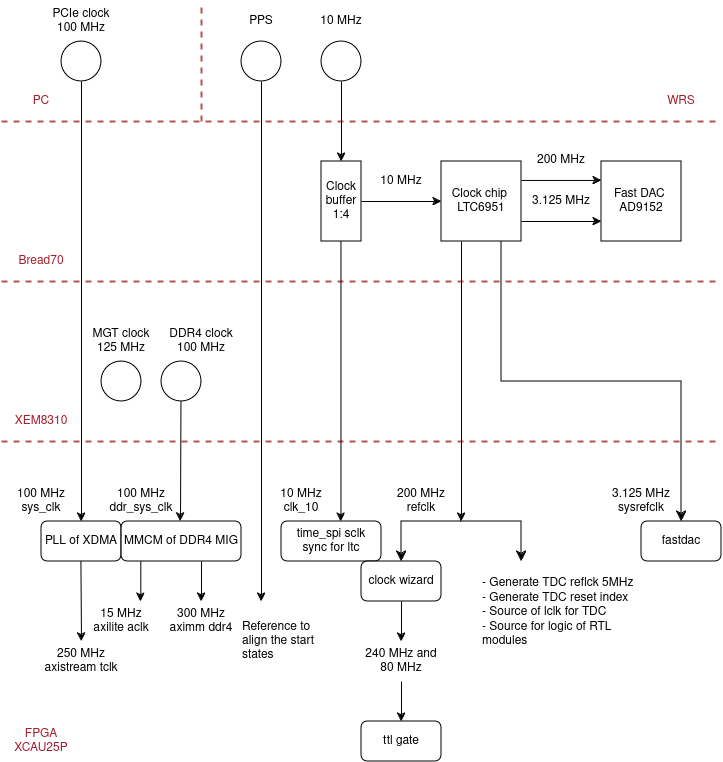 PCIe clock
100 MHz
PPS
10 MHz
PC
WRS
Clock
buffer
1:4
10 MHz
Clock chip
LTC6951
200 MHz
3.125 MHz
Fast DAC
AD9152
Bread70
MGT clock
125 MHz
DDR4 clock
100 MHz
XEM8310
100 MHz
sys_clk
100 MHz
ddr_sys_clk
10 MHz
clk_10
200 MHz
refclk
3.125 MHz
sysrefclk
PLL of XDMA
MMCM of DDR4 MIG
time_spi sclk
sync for ltc
fastdac
clock wizard
- Generate TDC reflck 5MHz
- Generate TDC reset index
- Source of lclk for TDC
- Source for logic of RTL
modules
15 MHz
axilite aclk
300 MHz
aximm ddr4
Reference to
align the start
states
250 MHz
axistream tclk
240 MHz and
80 MHz
FPGA
XCAU25P
ttl gate